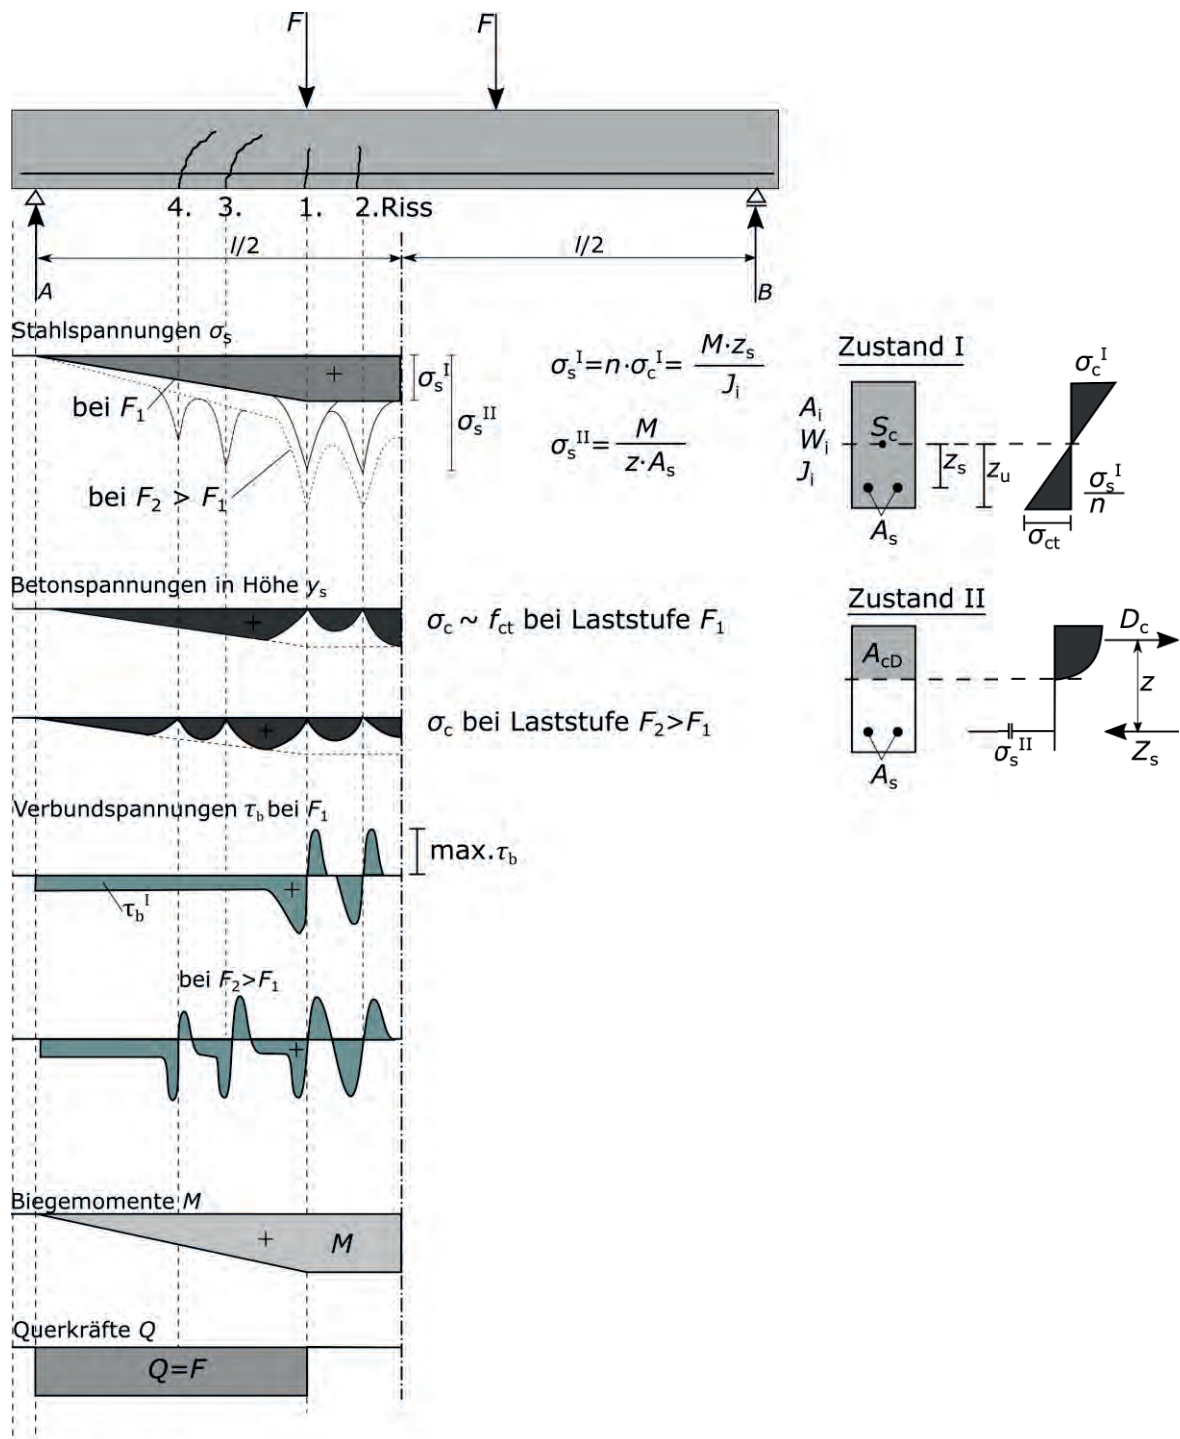 F F
4. 3. 1. 2.Riss
l/2 l/2
A B
Stahlspannungen σs
bei F1
+
σsI
σsII
bei F2 > F1
σsI=n·σcI= M·zs / Ji
σsII= M / z·As
Zustand I
Ai
Wi
Ji
Sc
zs
zu
As
σcI
σsI / n
σct
Betonspannungen in Höhe ys
+
σc ~ fct bei Laststufe F1
+
σc bei Laststufe F2>F1
Zustand II
AcD
As
Dc
z
σsII
Zs
Verbundspannungen τb bei F1
max.τb
+
τbI
bei F2>F1
+
Biegemomente M
+ M
Querkräfte Q
Q=F